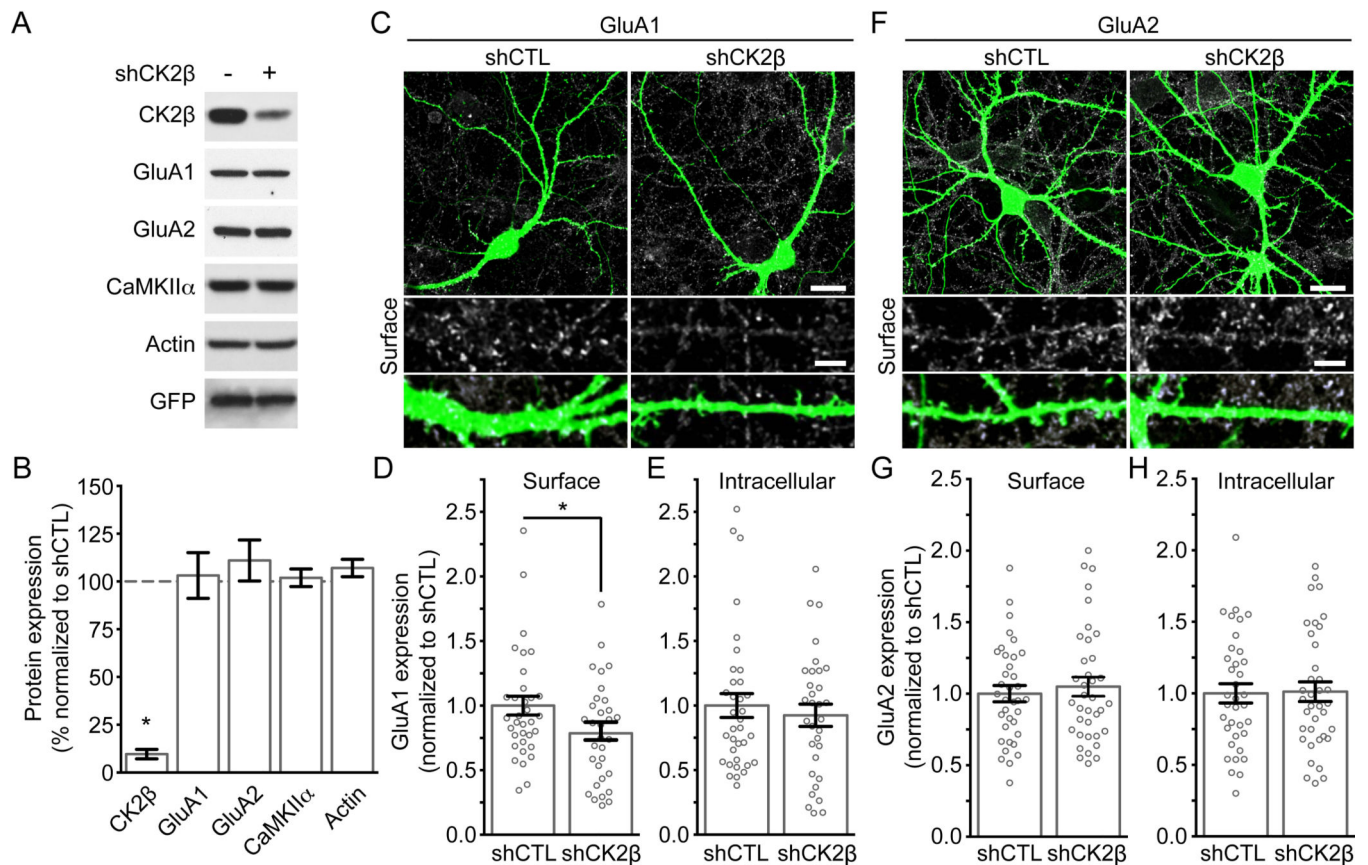 A
shCK2β - +
CK2β
GluA1
GluA2
CaMKIIα
Actin
GFP
B
Protein expression
(% normalized to shCTL)
150
125
100
75
50
25
0
*
CK2β
GluA1
GluA2
CaMKIIα
Actin
C
GluA1
shCTL shCK2β
Surface
D
GluA1 expression
(normalized to shCTL)
Surface
*
2.5
2.0
1.5
1.0
0.5
0.0
shCTL shCK2β
E
Intracellular
2.5
2.0
1.5
1.0
0.5
0.0
shCTL shCK2β
F
GluA2
shCTL shCK2β
Surface
G
GluA2 expression
(normalized to shCTL)
Surface
2.5
2.0
1.5
1.0
0.5
0.0
shCTL shCK2β
H
Intracellular
2.5
2.0
1.5
1.0
0.5
0.0
shCTL shCK2β